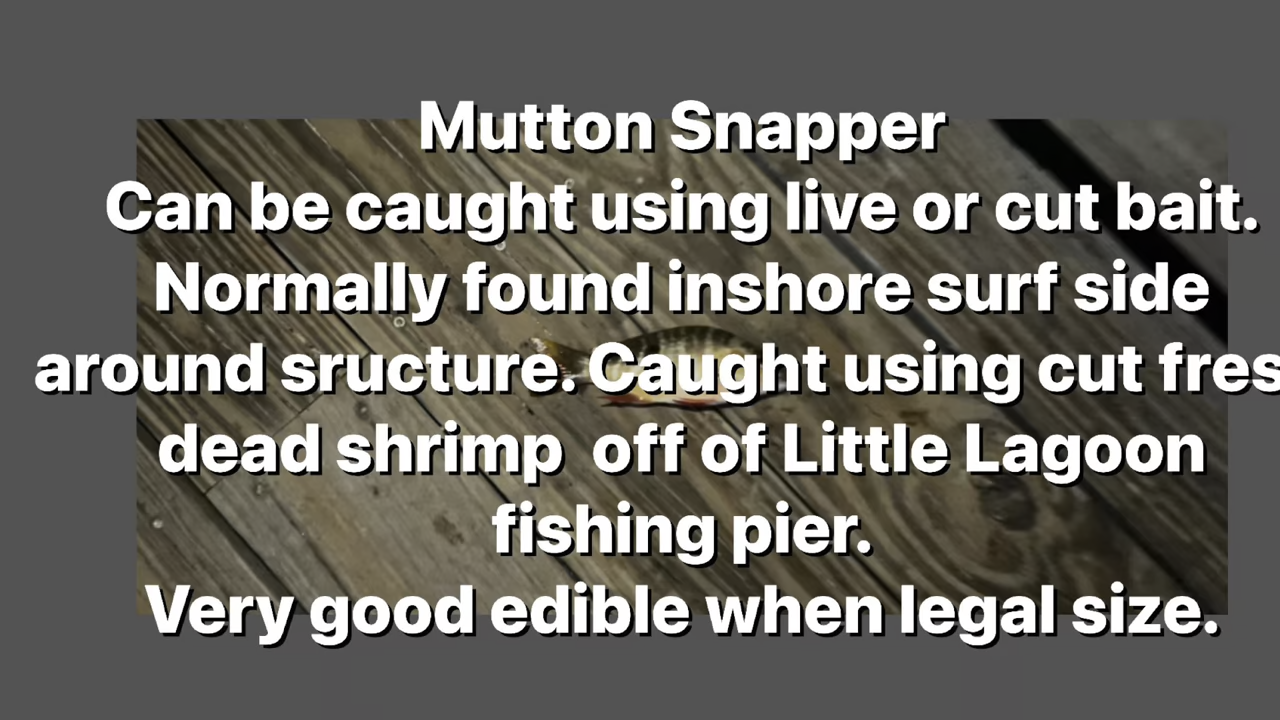 Mutton Snapper
Can be caught using live or cut bait.
Normally found inshore surf side
around sructure. Caught using cut fres
dead shrimp off of Little Lagoon
fishing pier.
Very good edible when legal size.